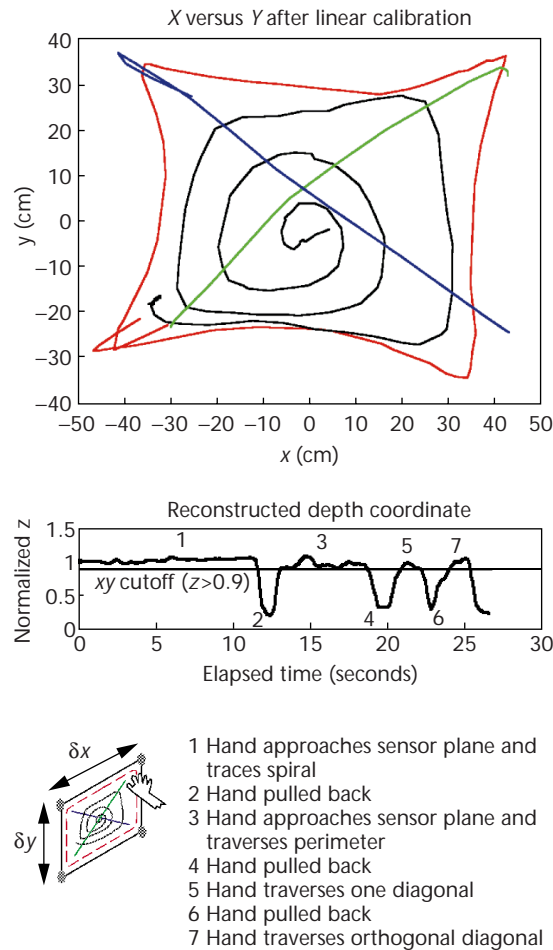 X versus Y after linear calibration
40
30
20
10
0
−10
−20
−30
−40
y (cm)
−50 −40 −30 −20 −10 0 10 20 30 40 50
x (cm)
Reconstructed depth coordinate
1.5
1
0.5
0
Normalized z
1 3 5 7
xy cutoff (z>0.9)
2 4 6
0 5 10 15 20 25 30
Elapsed time (seconds)
δx
δy
1 Hand approaches sensor plane and
traces spiral
2 Hand pulled back
3 Hand approaches sensor plane and
traverses perimeter
4 Hand pulled back
5 Hand traverses one diagonal
6 Hand pulled back
7 Hand traverses orthogonal diagonal